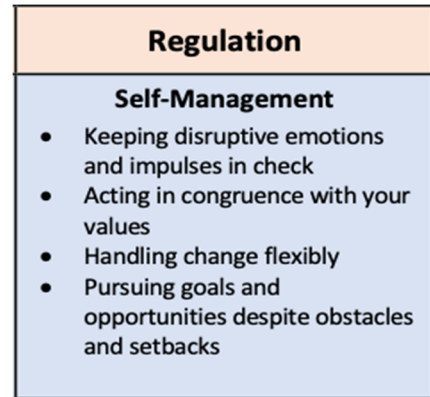 Regulation
Self-Management
• Keeping disruptive emotions
and impulses in check
• Acting in congruence with your
values
• Handling change flexibly
• Pursuing goals and
opportunities despite obstacles
and setbacks